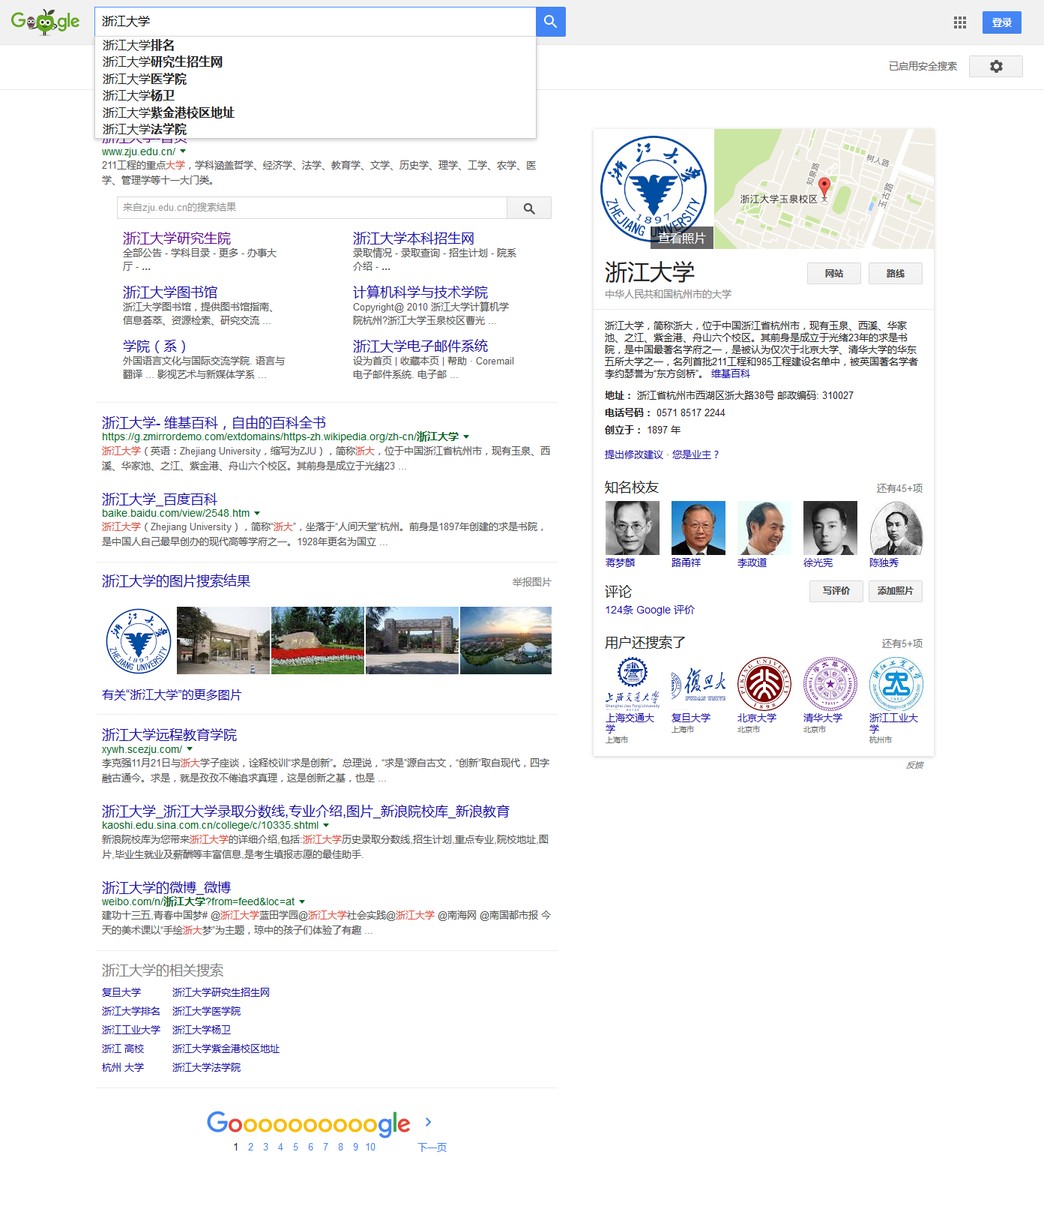 Google
浙江大学
登录
浙江大学排名
浙江大学研究生招生网
浙江大学医学院
浙江大学杨卫
浙江大学紫金港校区地址
浙江大学法学院
已启用安全搜索
www.zju.edu.cn/
211工程的重点大学，学科涵盖哲学、经济学、法学、教育学、文学、历史学、理学、工学、农学、医
学、管理学等十一大门类。
来自zju.edu.cn的搜索结果
浙江大学研究生院
全部公告 - 学科目录 - 更多 - 办事大
厅 - ...
浙江大学本科招生网
录取情况 - 录取查询 - 招生计划 - 院系
介绍 - ...
浙江大学图书馆
浙江大学图书馆，提供图书馆指南、
信息荟萃、资源检索、研究交流 ...
计算机科学与技术学院
Copyright@ 2010 浙江大学计算机学
院杭州?浙江大学玉泉校区曹光 ...
学院（系）
外国语言文化与国际交流学院. 语言与
翻译 ... 影视艺术与新媒体学系 ...
浙江大学电子邮件系统
设为首页 | 收藏本页 | 帮助 · Coremail
电子邮件系统. 电子邮 ...
浙江大学- 维基百科，自由的百科全书
https://g.zmirrordemo.com/extdomains/https-zh.wikipedia.org/zh-cn/浙江大学
浙江大学（英语：Zhejiang University，缩写为ZJU），简称浙大，位于中国浙江省杭州市，现有玉泉、西
溪、华家池、之江、紫金港、舟山六个校区。其前身是成立于光绪23 ...
浙江大学_百度百科
baike.baidu.com/view/2548.htm
浙江大学（Zhejiang University），简称“浙大”，坐落于“人间天堂”杭州。前身是1897年创建的求是书院，
是中国人自己最早创办的现代高等学府之一。1928年更名为国立 ...
浙江大学的图片搜索结果
举报图片
ZHEJIANG UNIVERSITY
1897
有关“浙江大学”的更多图片
浙江大学远程教育学院
xywh.scezju.com/
李克强11月21日与浙大学子座谈，诠释校训“求是创新”。总理说，“求是”源自古文，“创新”取自现代，四字
融古通今。求是，就是孜孜不倦追求真理，这是创新之基，也是 ...
浙江大学_浙江大学录取分数线,专业介绍,图片_新浪院校库_新浪教育
kaoshi.edu.sina.com.cn/college/c/10335.shtml
新浪院校库为您带来浙江大学的详细介绍,包括:浙江大学历史录取分数线,招生计划,重点专业,院校地址,图
片,毕业生就业及薪酬等丰富信息,是考生填报志愿的最佳助手.
浙江大学的微博_微博
weibo.com/n/浙江大学?from=feed&loc=at
建功十三五,青春中国梦# @浙江大学蓝田学园@浙江大学社会实践@浙江大学 @南海网 @南国都市报 今
天的美术课以“手绘浙大梦”为主题，琼中的孩子们体验了有趣 ...
浙江大学的相关搜索
复旦大学 浙江大学研究生招生网
浙江大学排名 浙江大学医学院
浙江工业大学 浙江大学杨卫
浙江 高校 浙江大学紫金港校区地址
杭州 大学 浙江大学法学院
Goooooooooogle
1 2 3 4 5 6 7 8 9 10 下一页
浙江大学
ZHEJIANG UNIVERSITY
1897
查看照片
知泉路
树人路
玉古路
浙江大学玉泉校区
浙江大学
中华人民共和国杭州市的大学
网站
路线
浙江大学，简称浙大，位于中国浙江省杭州市，现有玉泉、西溪、华家
池、之江、紫金港、舟山六个校区。其前身是成立于光绪23年的求是书
院，是中国最著名学府之一，是被认为仅次于北京大学、清华大学的华东
五所大学之一，名列首批211工程和985工程建设名单中，被英国著名学者
李约瑟誉为“东方剑桥”。 维基百科
地址： 浙江省杭州市西湖区浙大路38号 邮政编码: 310027
电话号码： 0571 8517 2244
创立于： 1897 年
提出修改建议 · 您是业主？
知名校友
还有45+项
蒋梦麟 路甬祥 李政道 徐光宪 陈独秀
评论
写评价
添加照片
124条 Google 评价
用户还搜索了
还有5+项
上海交通大
学
上海市
复旦大学
上海市
北京大学
北京市
清华大学
北京市
浙江工业大
学
杭州市
反馈